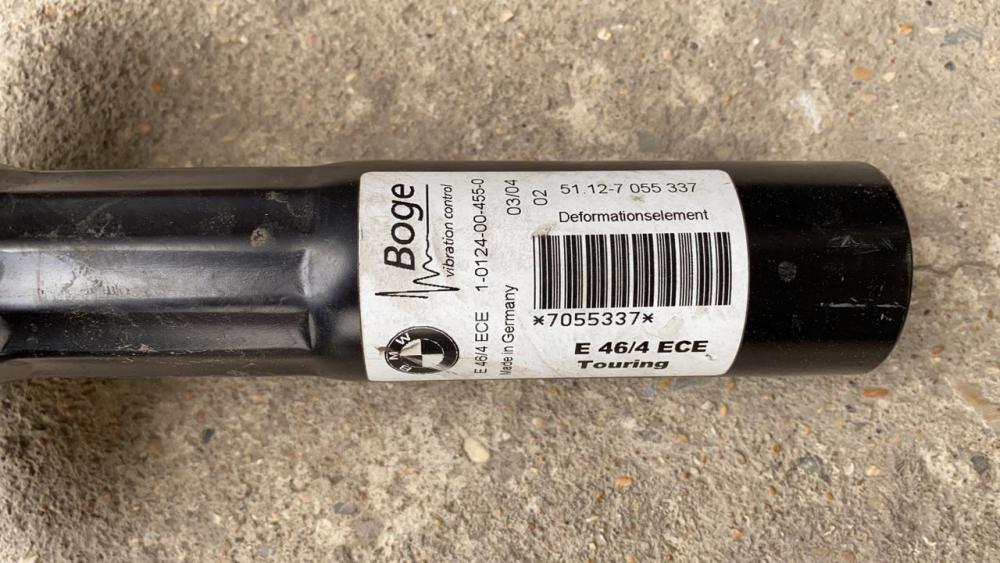 Boge
vibration control
BMW
E 46/4 ECE 1-0124-00-455-0
Made in Germany 03/04
02
51.12-7 055 337
Deformationselement
*7055337*
E 46/4 ECE
Touring